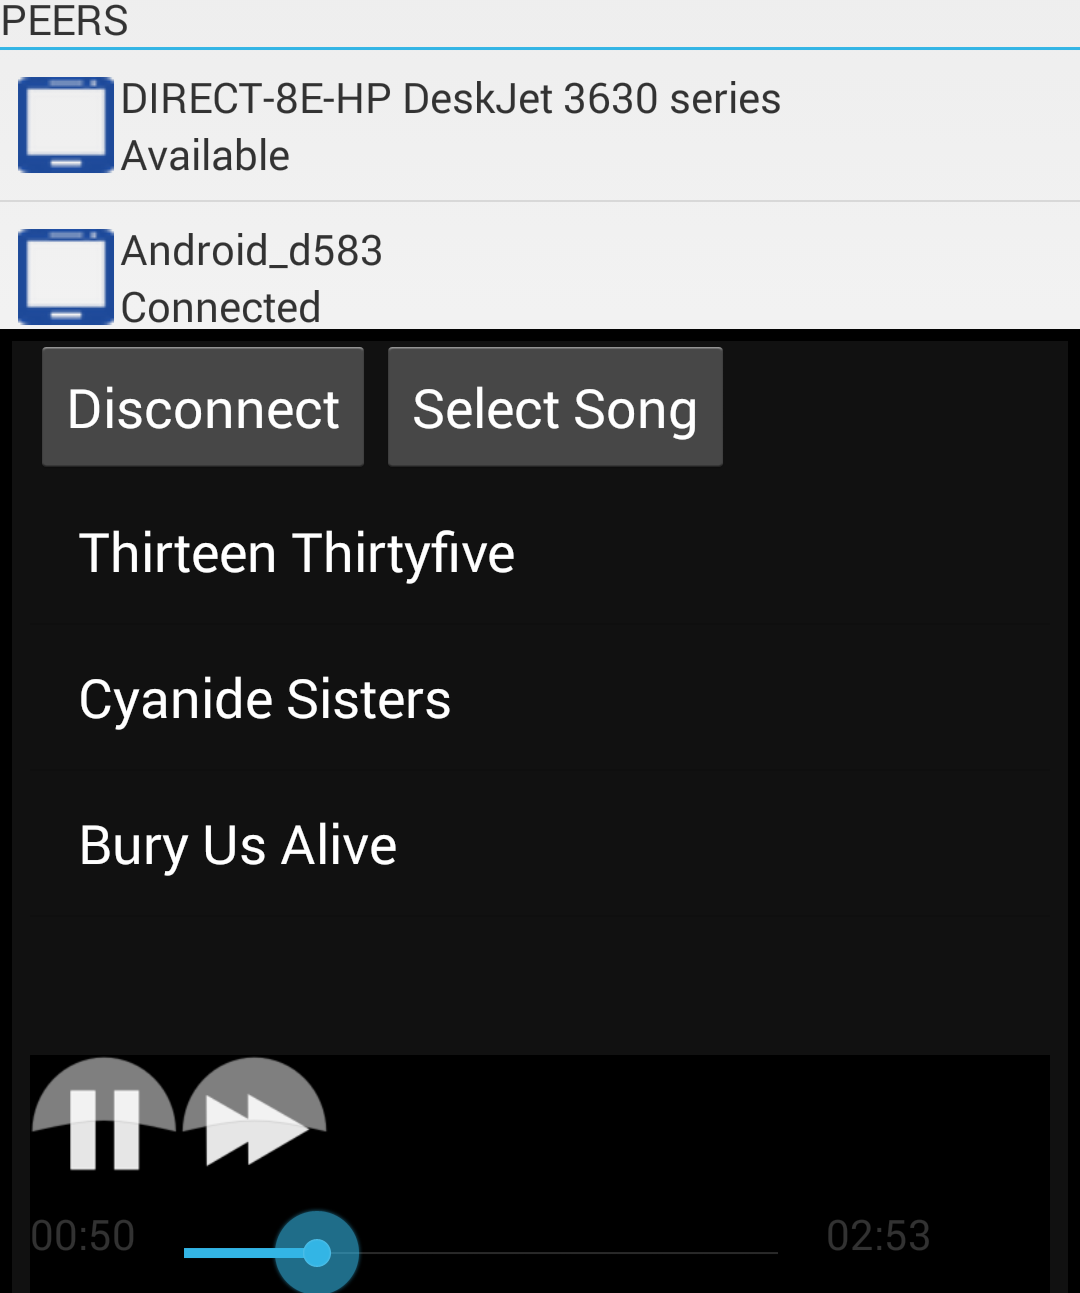 PEERS
DIRECT-8E-HP DeskJet 3630 series
Available
Android_d583
Connected
Disconnect Select Song
Thirteen Thirtyfive
Cyanide Sisters
Bury Us Alive
00:50 02:53